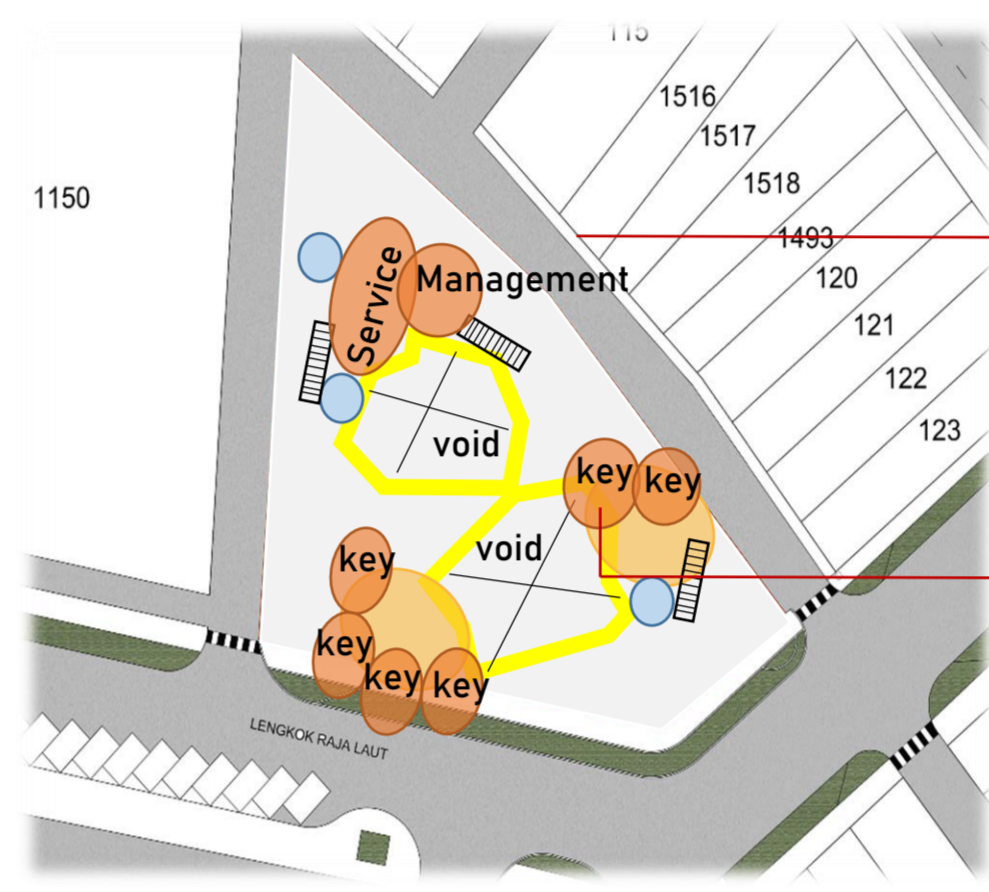 115
1516
1517
1150
1518
1493
Service
Management
120
121
122
123
void
key
key
void
key
key
key
key
LENGKOK RAJA LAUT